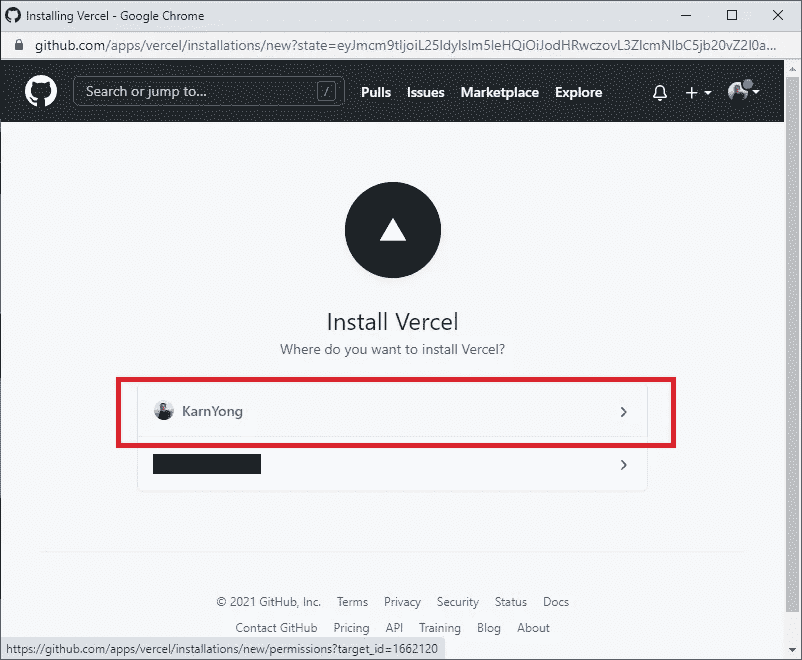 Installing Vercel - Google Chrome
github.com/apps/vercel/installations/new?state=
Search or jump to... /
Pulls Issues Marketplace Explore
Install Vercel
Where do you want to install Vercel?
KarnYong
© 2021 GitHub, Inc. Terms Privacy Security Status Docs
Contact GitHub Pricing API Training Blog About
https://github.com/apps/vercel/installations/new/permissions?target_id=1662120